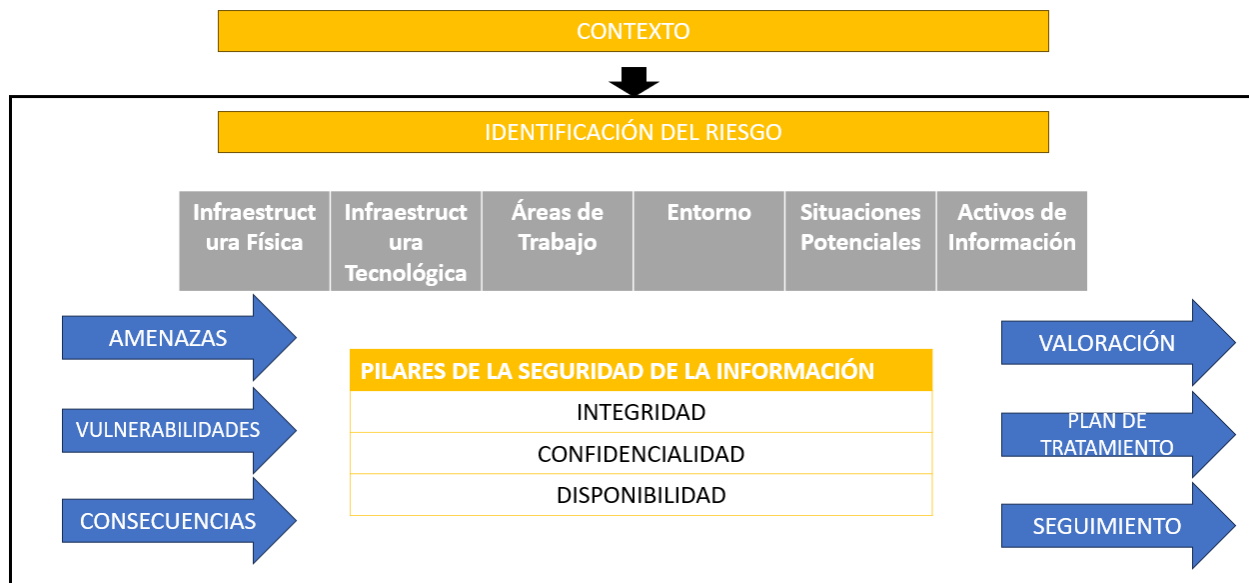 CONTEXTO
IDENTIFICACIÓN DEL RIESGO
Infraestruct
ura Física
Infraestruct
ura
Tecnológica
Áreas de
Trabajo
Entorno
Situaciones
Potenciales
Activos de
Información
AMENAZAS
VULNERABILIDADES
CONSECUENCIAS
PILARES DE LA SEGURIDAD DE LA INFORMACIÓN
INTEGRIDAD
CONFIDENCIALIDAD
DISPONIBILIDAD
VALORACIÓN
PLAN DE
TRATAMIENTO
SEGUIMIENTO